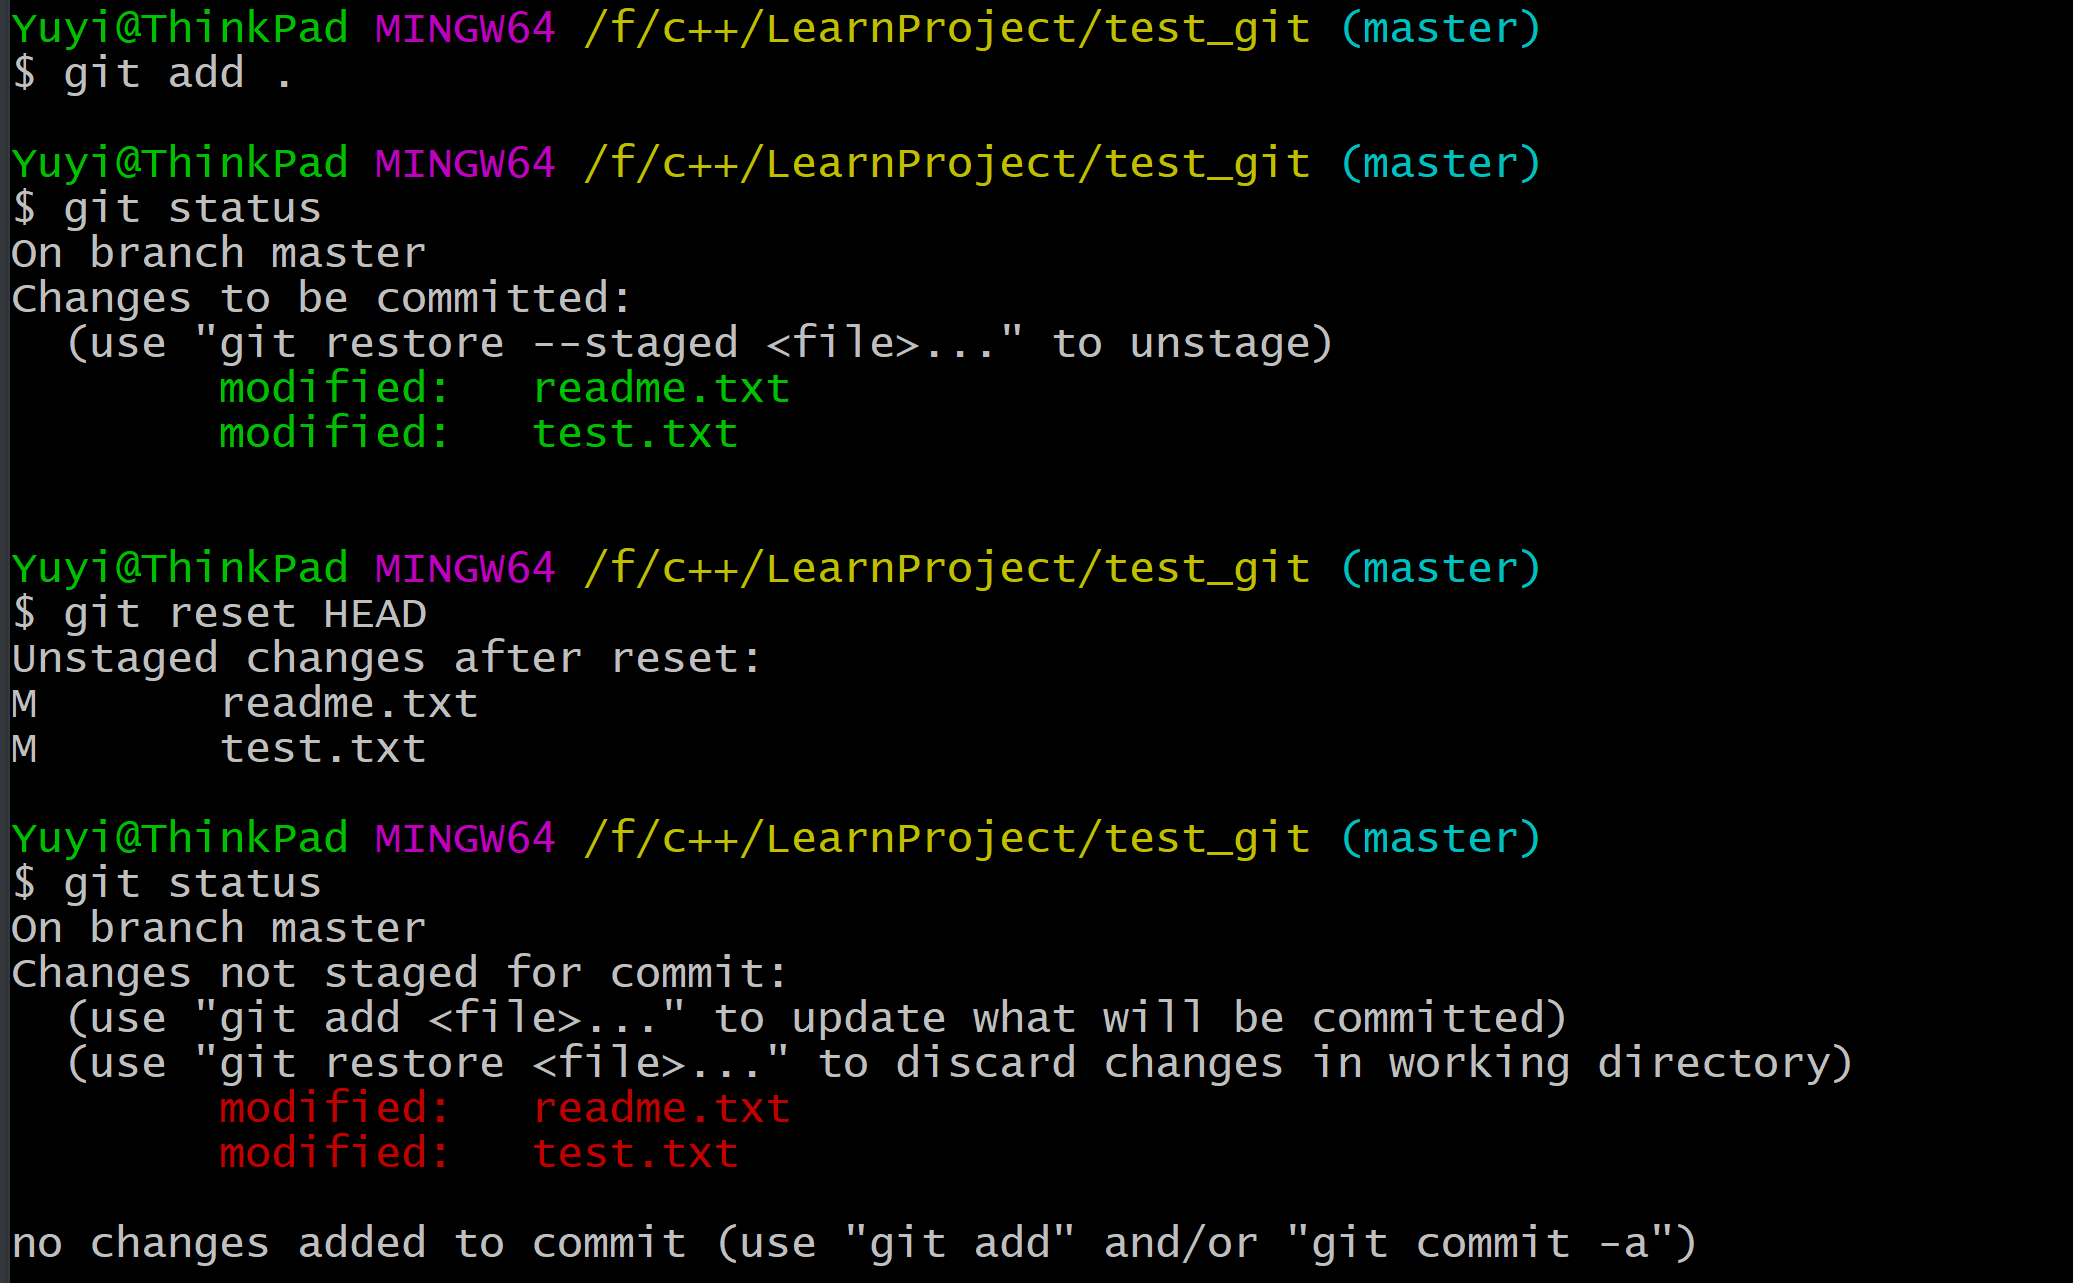 Yuyi@ThinkPad MINGW64 /f/c++/LearnProject/test_git (master)
$ git add .
Yuyi@ThinkPad MINGW64 /f/c++/LearnProject/test_git (master)
$ git status
On branch master
Changes to be committed:
  (use "git restore --staged <file>..." to unstage)
        modified:   readme.txt
        modified:   test.txt
Yuyi@ThinkPad MINGW64 /f/c++/LearnProject/test_git (master)
$ git reset HEAD
Unstaged changes after reset:
M       readme.txt
M       test.txt
Yuyi@ThinkPad MINGW64 /f/c++/LearnProject/test_git (master)
$ git status
On branch master
Changes not staged for commit:
  (use "git add <file>..." to update what will be committed)
  (use "git restore <file>..." to discard changes in working directory)
        modified:   readme.txt
        modified:   test.txt
no changes added to commit (use "git add" and/or "git commit -a")